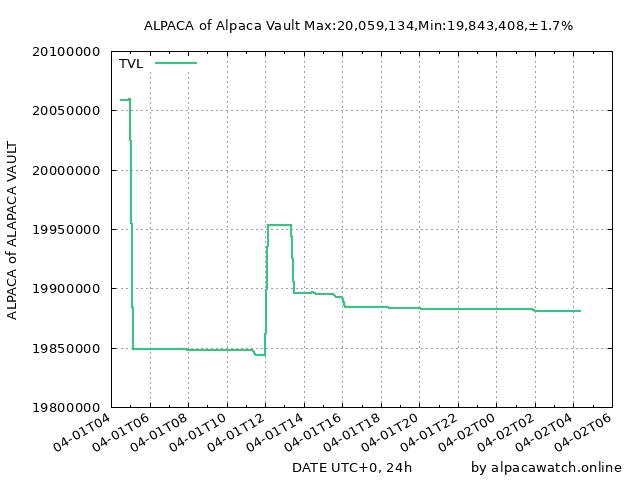 ALPACA of Alpaca Vault Max:20,059,134,Min:19,843,408,±1.7%
TVL
20100000
20050000
20000000
19950000
19900000
19850000
19800000
ALPACA of ALAPACA VAULT
04-01T04
04-01T06
04-01T08
04-01T10
04-01T12
04-01T14
04-01T16
04-01T18
04-01T20
04-01T22
04-02T00
04-02T02
04-02T04
04-02T06
DATE UTC+0, 24h
by alpacawatch.online